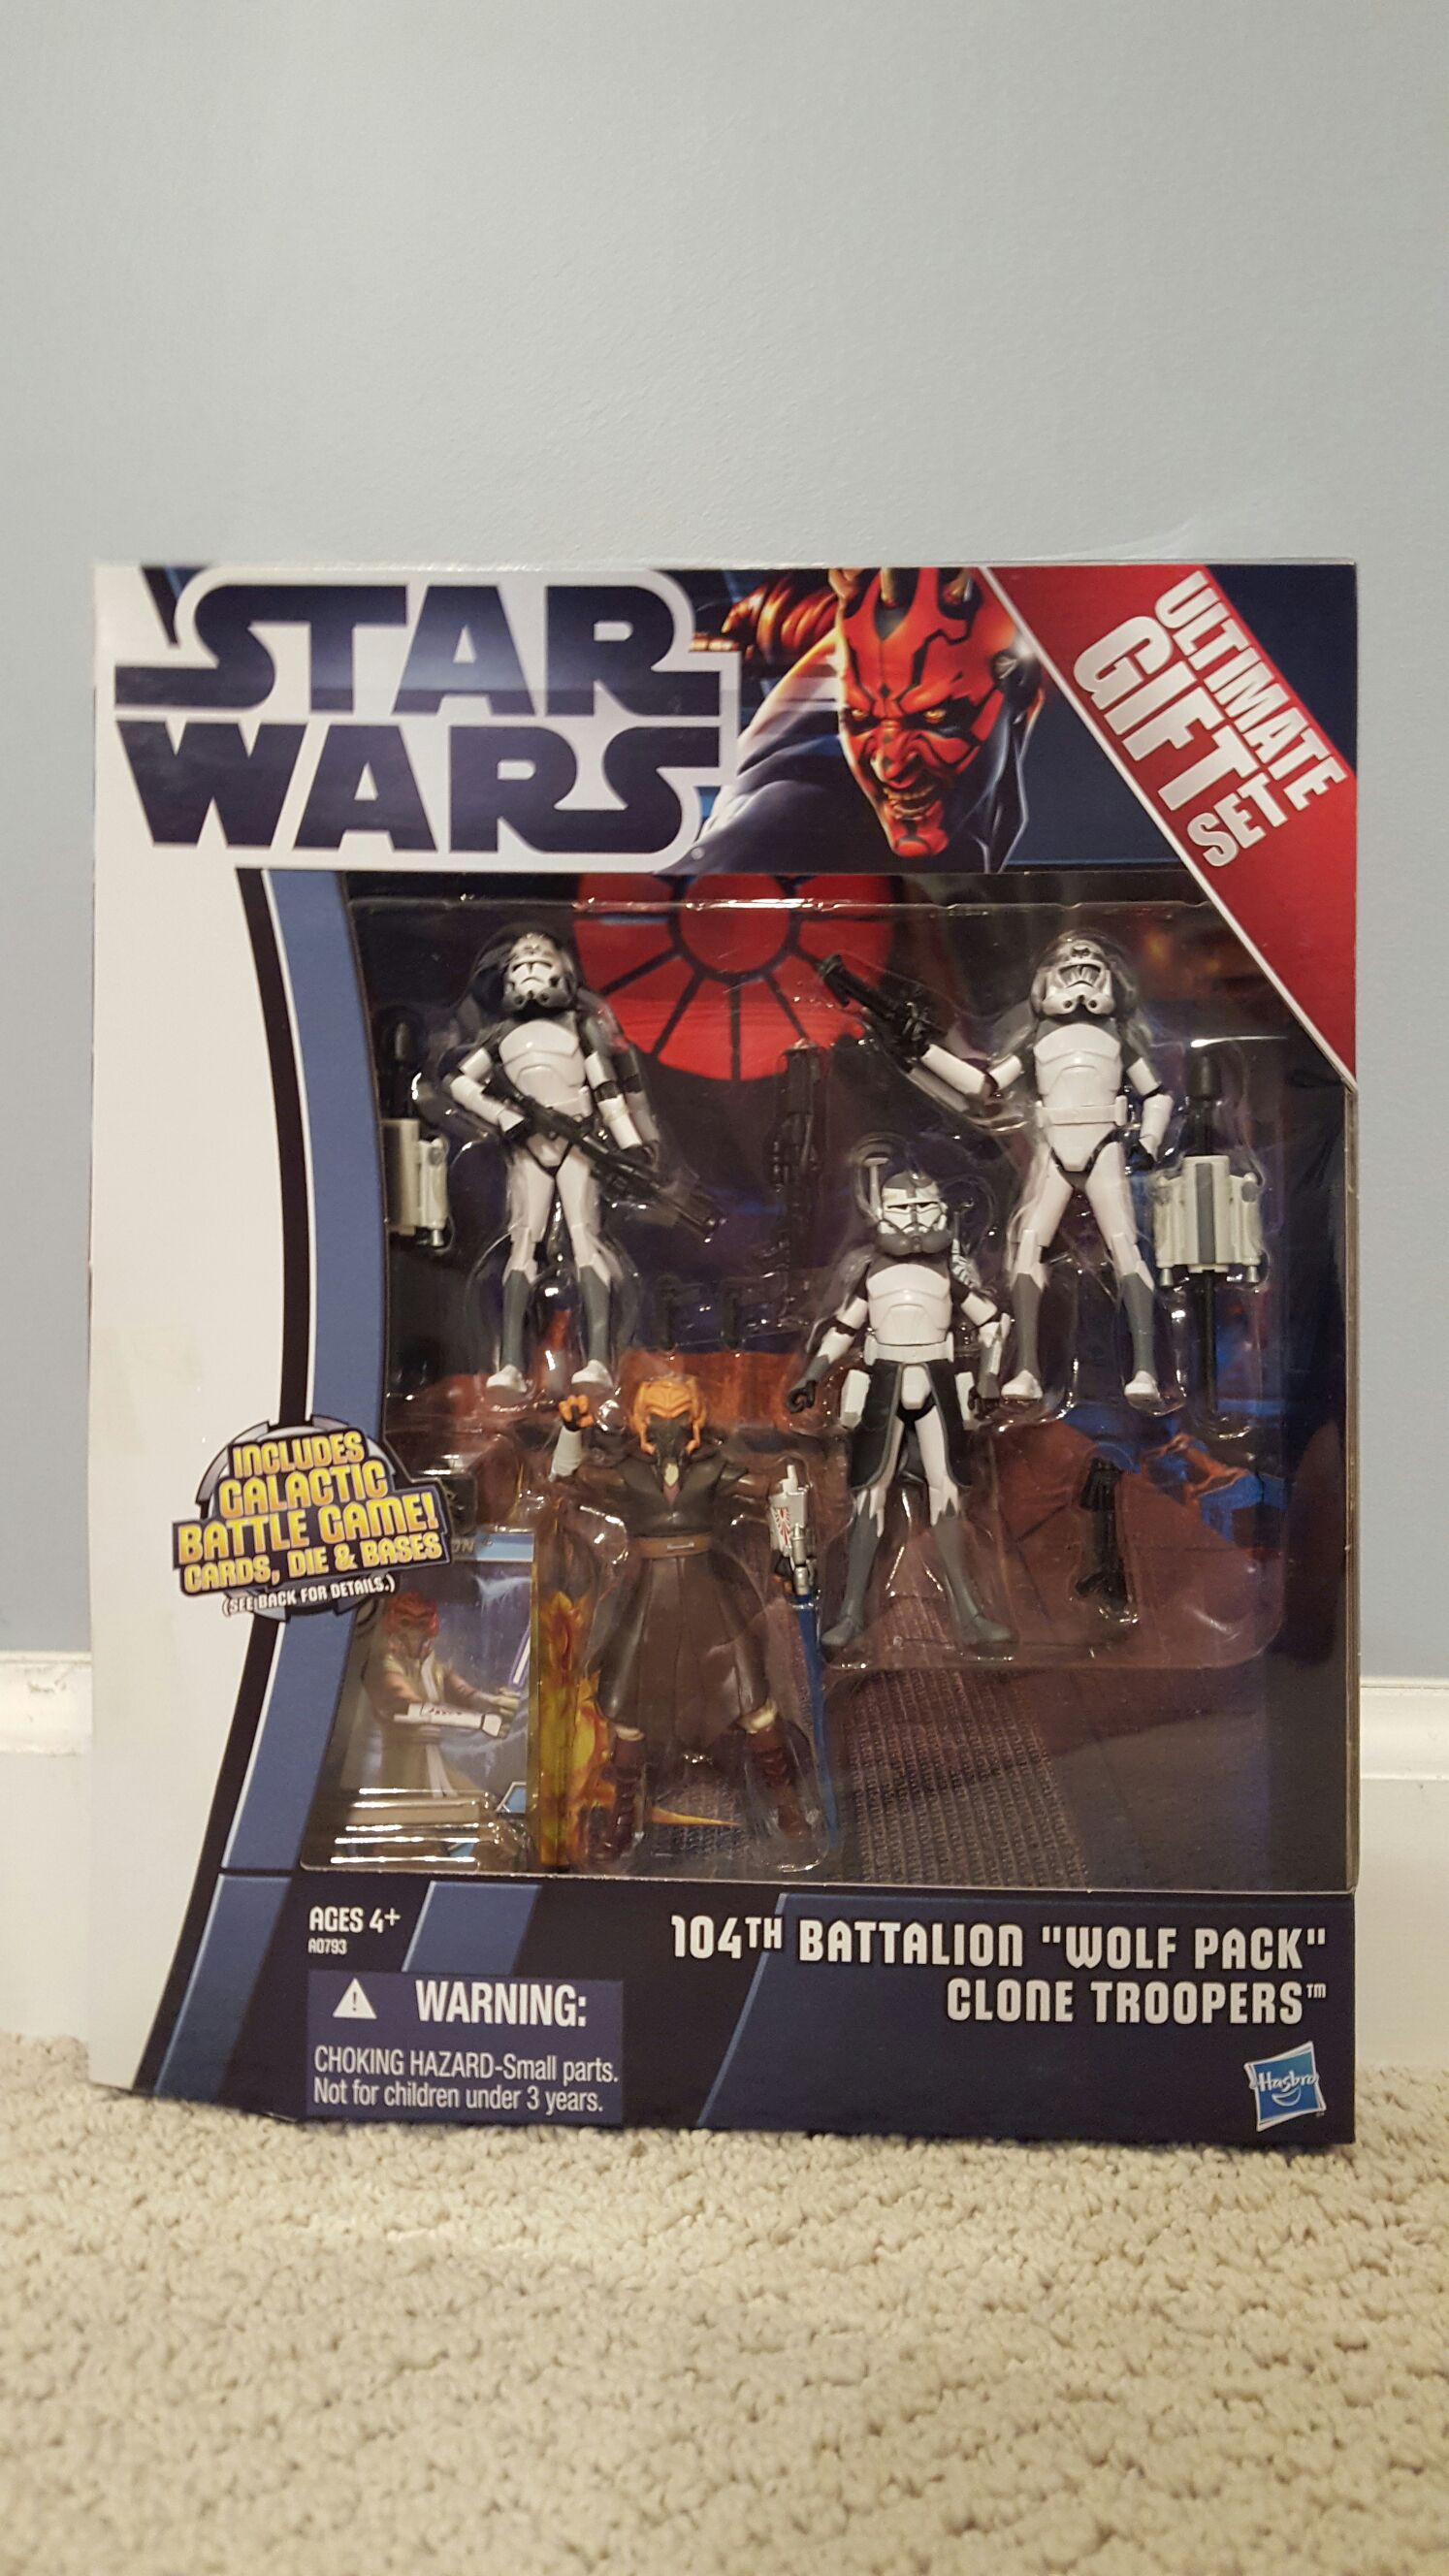 STAR
WARS
ULTIMATE
GIFT
SET
INCLUDES
GALACTIC
BATTLE GAME!
CARDS, DIE & BASES
(SEE BACK FOR DETAILS.)
AGES 4+
A0793
104TH BATTALION "WOLF PACK"
CLONE TROOPERS™
WARNING:
CHOKING HAZARD-Small parts.
Not for children under 3 years.
Hasbro